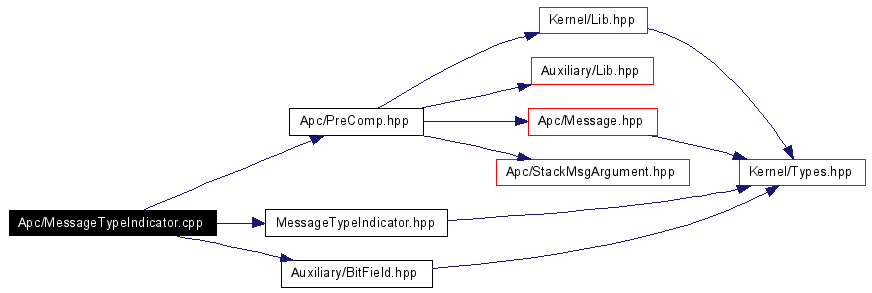 Kernel/Lib.hpp
Auxiliary/Lib.hpp
Apc/PreComp.hpp
Apc/Message.hpp
Apc/StackMsgArgument.hpp
Kernel/Types.hpp
Apc/MessageTypeIndicator.cpp
MessageTypeIndicator.hpp
Auxiliary/BitField.hpp